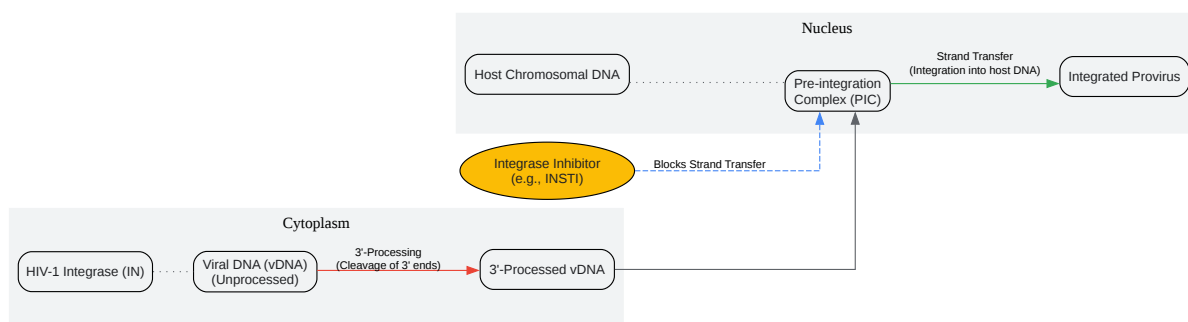 Nucleus
Host Chromosomal DNA
Pre-integration
Complex (PIC)
Strand Transfer
(Integration into host DNA)
Integrated Provirus
Integrase Inhibitor
(e.g., INSTI)
Blocks Strand Transfer
Cytoplasm
HIV-1 Integrase (IN)
Viral DNA (vDNA)
(Unprocessed)
3'-Processing
(Cleavage of 3' ends)
3'-Processed vDNA